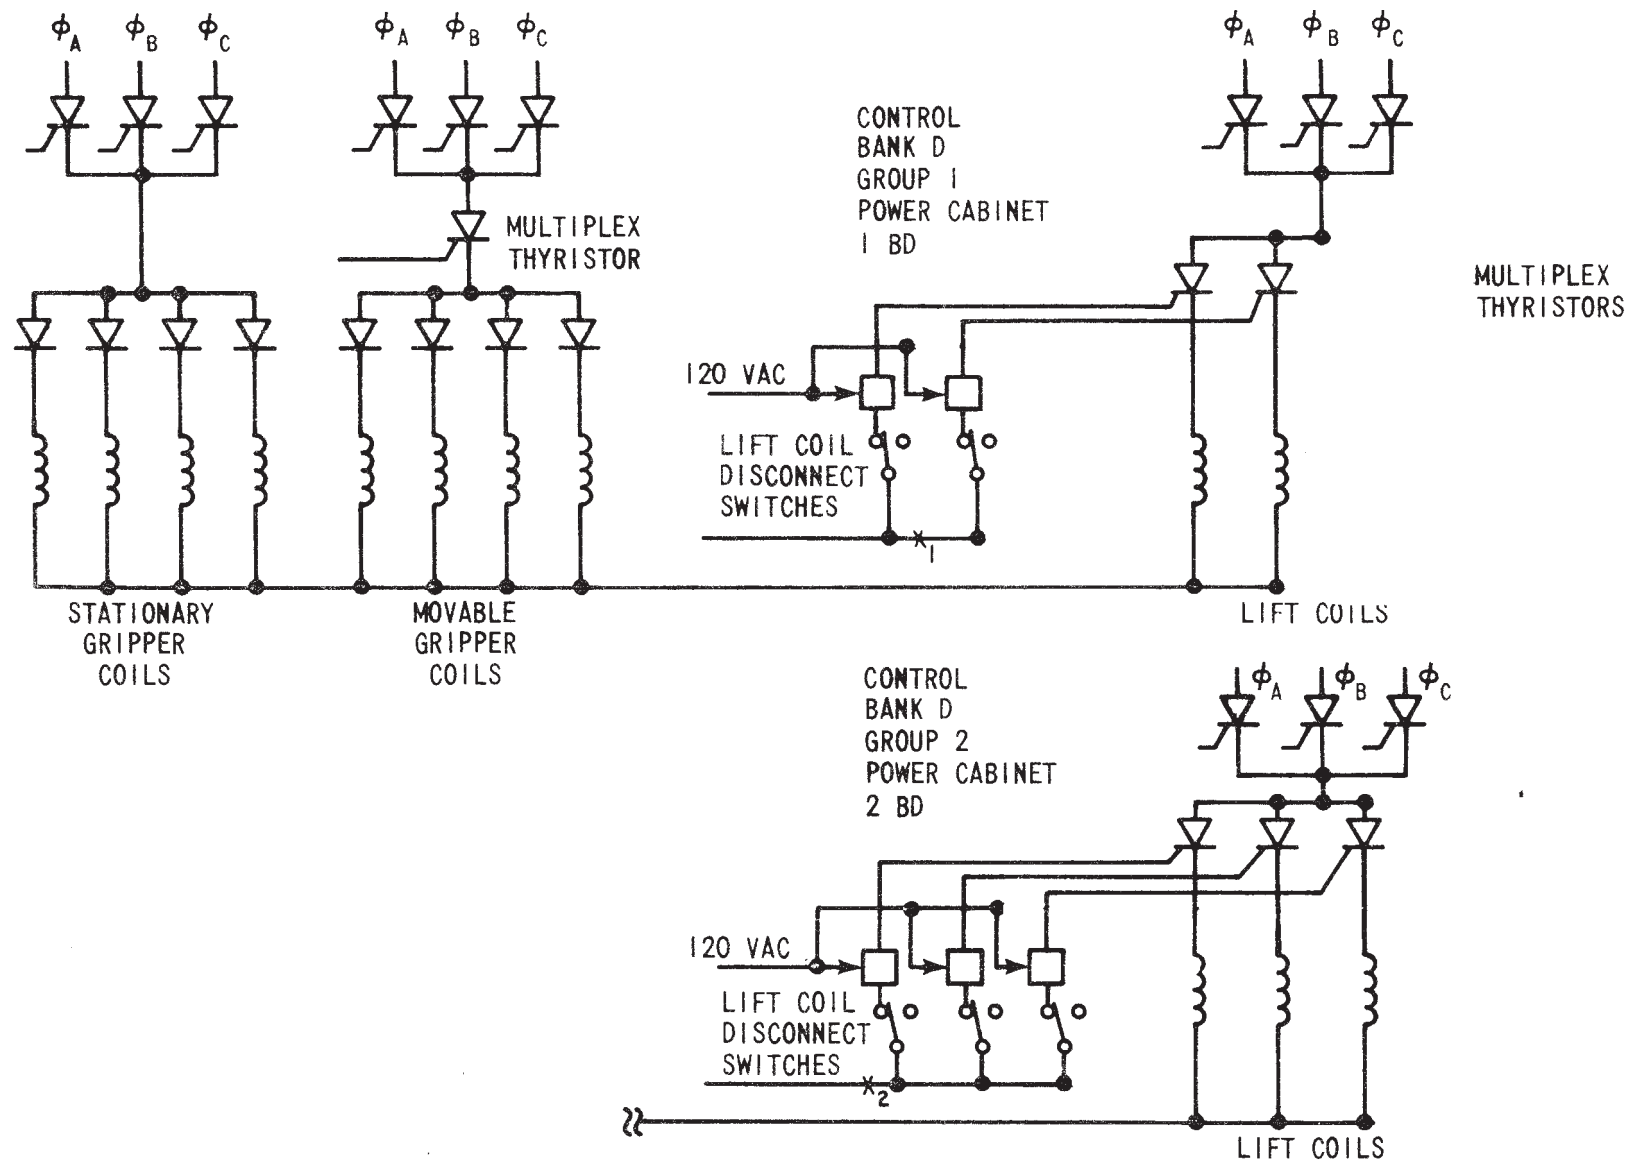 ϕA ϕB ϕC
ϕA ϕB ϕC
ϕA ϕB ϕC
CONTROL
BANK D
GROUP 1
POWER CABINET
1 BD
MULTIPLEX
THYRISTOR
MULTIPLEX
THYRISTORS
120 VAC
LIFT COIL
DISCONNECT
SWITCHES
X1
STATIONARY
GRIPPER
COILS
MOVABLE
GRIPPER
COILS
LIFT COILS
CONTROL
BANK D
GROUP 2
POWER CABINET
2 BD
ϕA ϕB ϕC
120 VAC
LIFT COIL
DISCONNECT
SWITCHES
X2
LIFT COILS